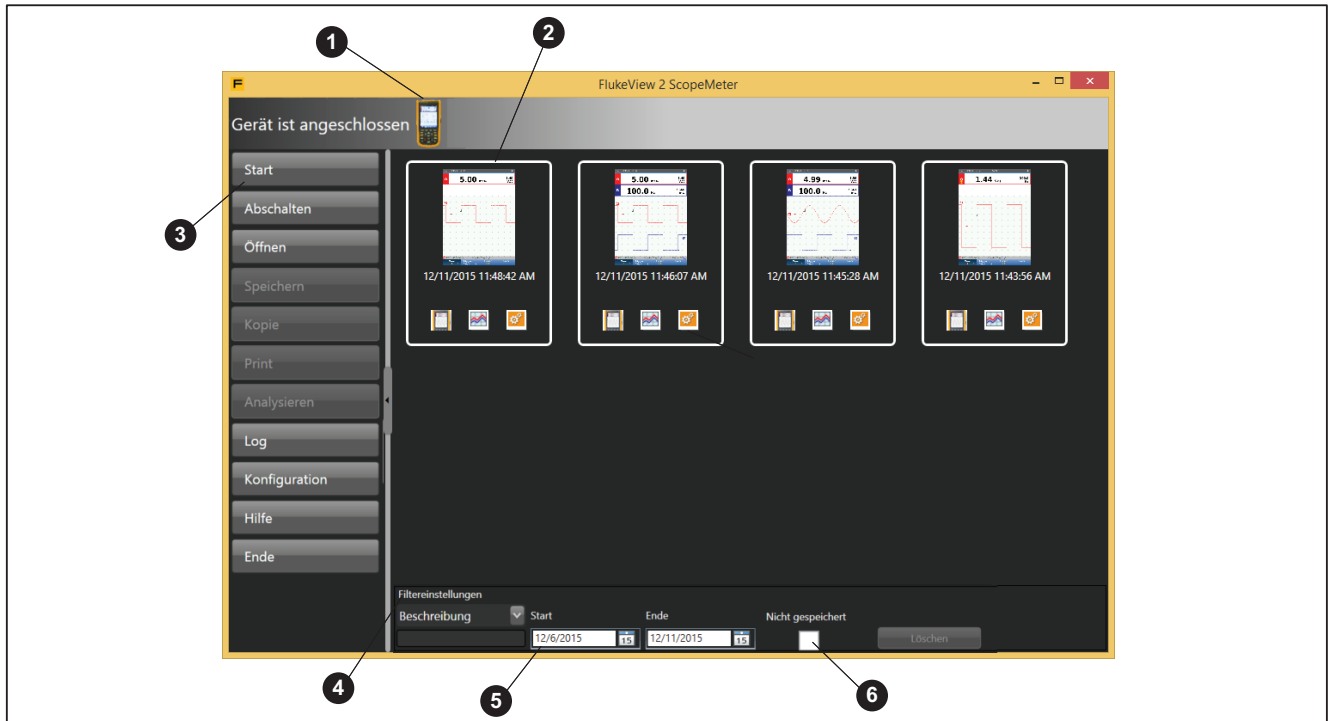 1
2
FlukeView 2 ScopeMeter
Gerät ist angeschlossen
Start
3
Abschalten
Öffnen
Speichern
Kopie
Print
Analysieren
Log
Konfiguration
Hilfe
Ende
5.00
12/11/2015 11:48:42 AM
5.00
100.0
12/11/2015 11:46:07 AM
4.99
100.0
12/11/2015 11:45:28 AM
1.44
12/11/2015 11:43:56 AM
Filtereinstellungen
Beschreibung
Start
Ende
Nicht gespeichert
12/6/2015
15
12/11/2015
15
Löschen
4
5
6